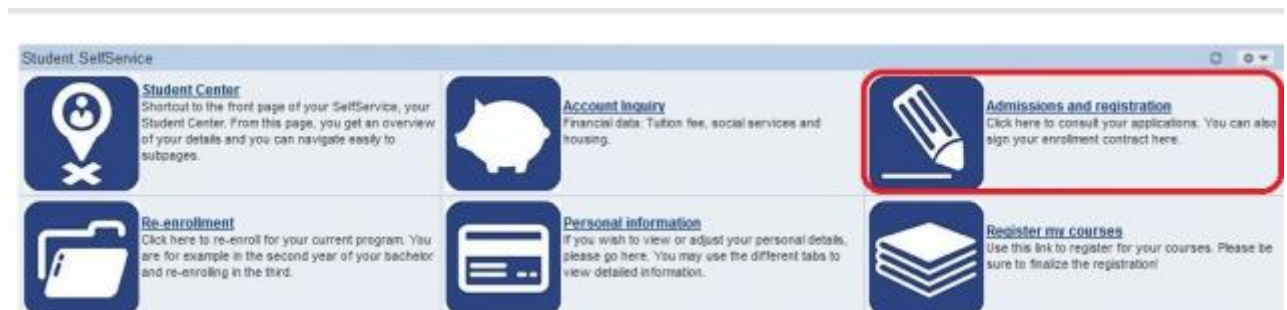 Student SelfService
Student Center
Shortcut to the front page of your SelfService, your
Student Center. From this page, you get an overview
of your details and you can navigate easily to
subpages.
Account Inquiry
Financial data: Tuition fee, social services and
housing.
Admissions and registration
Click here to consult your applications. You can also
sign your enrollment contract here.
Re-enrollment
Click here to re-enroll for your current program. You
are for example in the second year of your bachelor
and re-enrolling in the third.
Personal information
If you wish to view or adjust your personal details,
please go here. You may use the different tabs to
view detailed information.
Register my courses
Use this link to register for your courses. Please be
sure to finalize the registration!